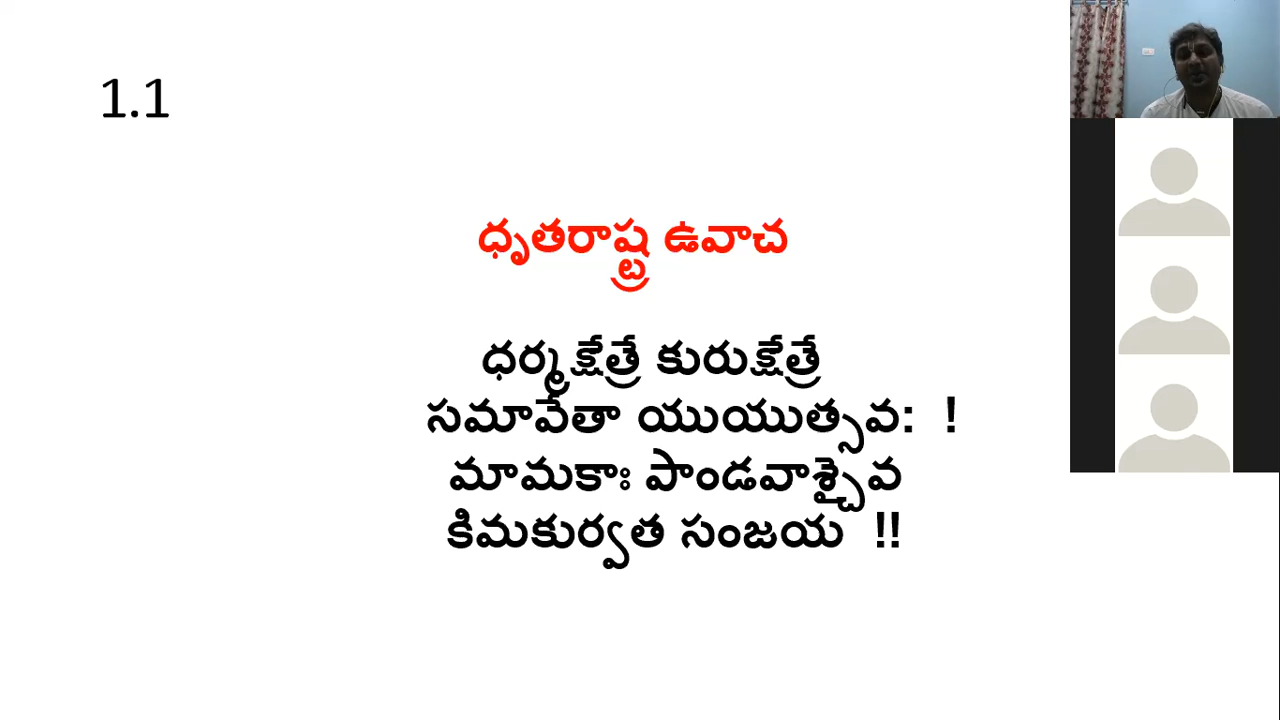 1.1
ధృతరాష్ట్ర ఉవాచ
ధర్మక్షేత్రే కురుక్షేత్రే
సమావేతా యుయుత్సవ: !
మామకాః పాండవాశ్చైవ
కిమకుర్వత సంజయ !!